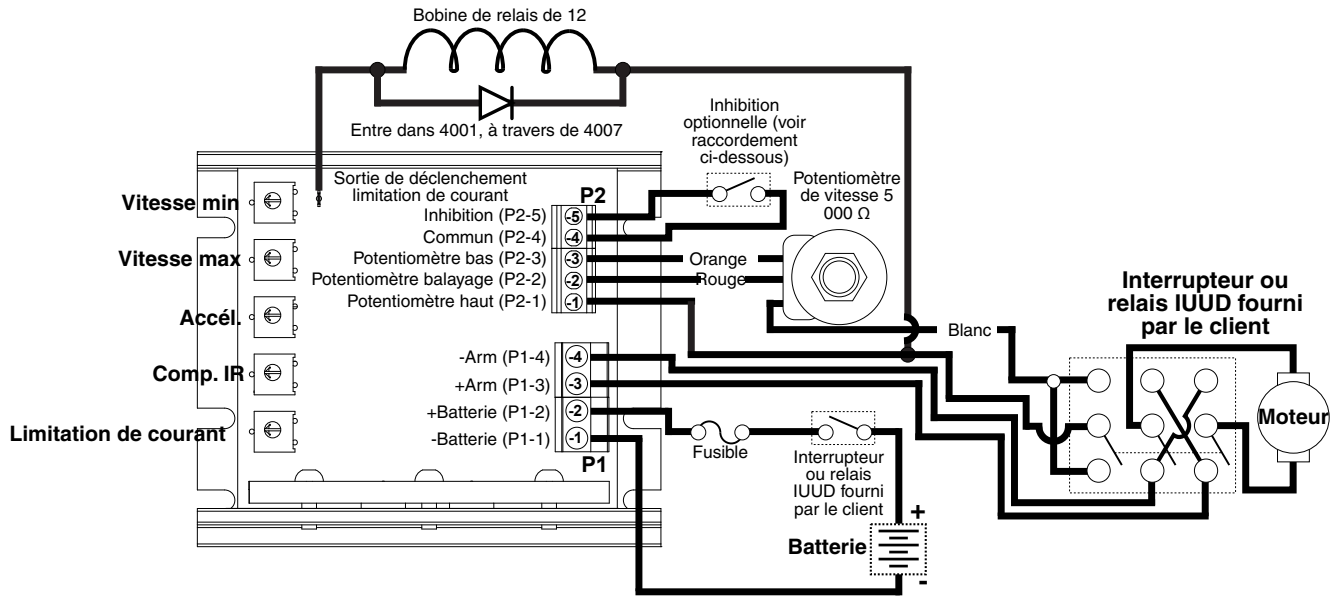 Bobine de relais de 12
Entre dans 4001, à travers de 4007
Inhibition
optionnelle (voir
raccordement
ci-dessous)
Potentiomètre
de vitesse 5
000 Ω
Vitesse min
Vitesse max
Accél.
Comp. IR
Limitation de courant
Sortie de déclenchement
limitation de courant
P2
Inhibition (P2-5)
-5
Commun (P2-4)
-4
Potentiomètre bas (P2-3)
-3
Potentiomètre balayage (P2-2)
-2
Potentiomètre haut (P2-1)
-1
Orange
Rouge
Blanc
-Arm (P1-4)
-4
+Arm (P1-3)
-3
+Batterie (P1-2)
-2
-Batterie (P1-1)
-1
P1
Fusible
Interrupteur
ou relais
IUUD fourni
par le client
+
Batterie
-
Interrupteur ou
relais IUUD fourni
par le client
Moteur